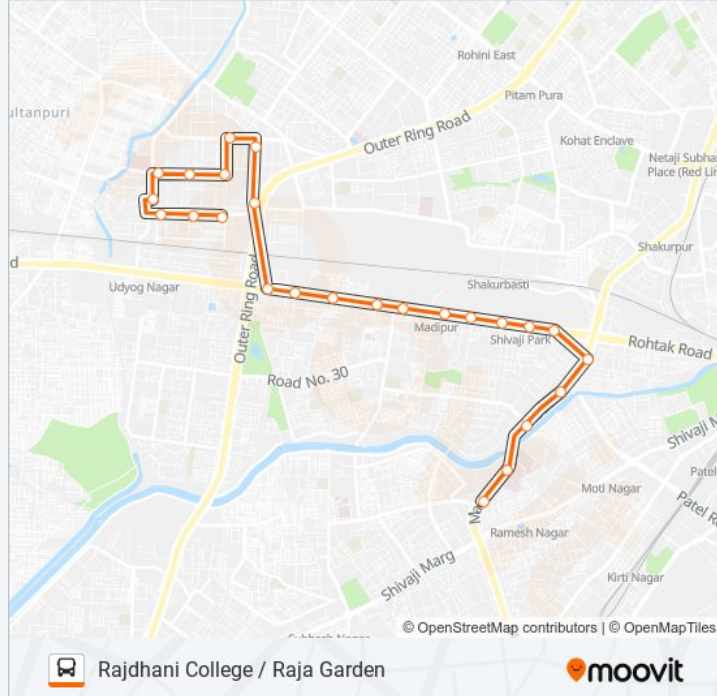 Rohini East
Pitam Pura
ultanpuri
Outer Ring Road
Kohat Enclave
Netaji Subha
Place (Red Lin
Shakurpur
d
Udyog Nagar
Outer Ring Road
Shakurbasti
Madipur
Shivaji Park
Rohtak Road
Road No. 30
Shivaji M
Patel
Moti Nagar
Ma
Patel R
Ramesh Nagar
Shivaji Marg
Kirti Nagar
© OpenStreetMap contributors | © OpenMapTiles
Rajdhani College / Raja Garden
moovit